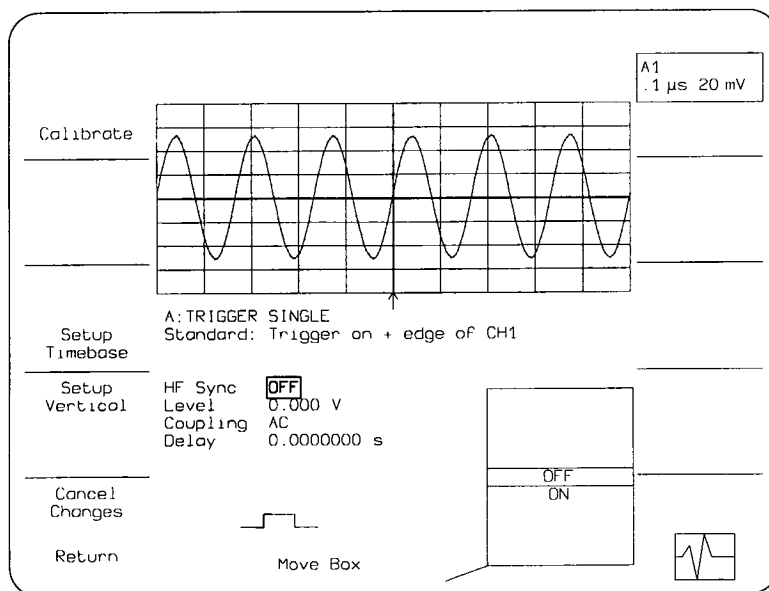 A1
.1 µs 20 mV
Calibrate
A:TRIGGER SINGLE
Standard: Trigger on + edge of CH1
Setup
Timebase
Setup
Vertical
HF Sync OFF
Level 0.000 V
Coupling AC
Delay 0.0000000 s
OFF
ON
Cancel
Changes
Return
Move Box